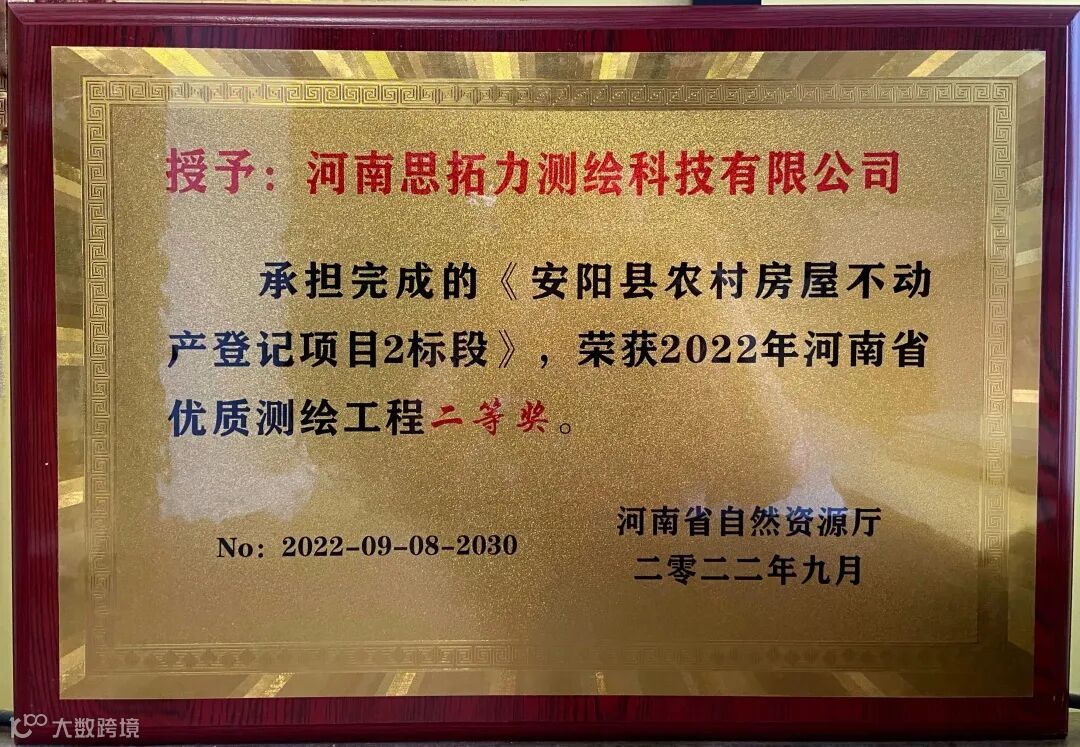 授予：河南思拓力测绘科技有限公司
承担完成的《安阳县农村房屋不动
产登记项目2标段》，荣获2022年河南省
优质测绘工程二等奖。
河南省自然资源厅
No：2022-09-08-2030
二零二二年九月
大数跨境